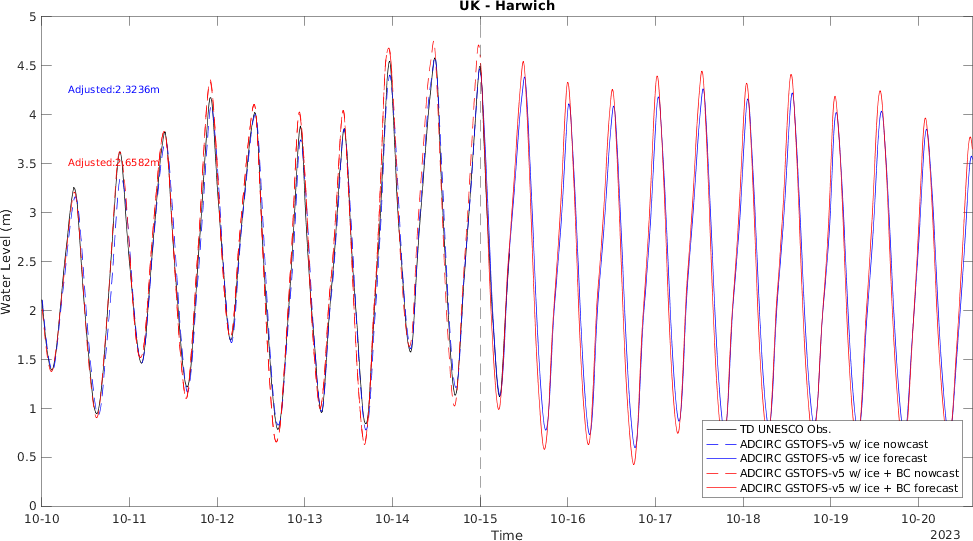 UK - Harwich
5
4.5
4
3.5
3
2.5
2
1.5
1
0.5
0
Water Level (m)
Adjusted:2.3236m
Adjusted:2.6582m
TD UNESCO Obs.
ADCIRC GSTOFS-v5 w/ ice nowcast
ADCIRC GSTOFS-v5 w/ ice forecast
ADCIRC GSTOFS-v5 w/ ice + BC nowcast
ADCIRC GSTOFS-v5 w/ ice + BC forecast
10-10 10-11 10-12 10-13 10-14 10-15 10-16 10-17 10-18 10-19 10-20
Time
2023